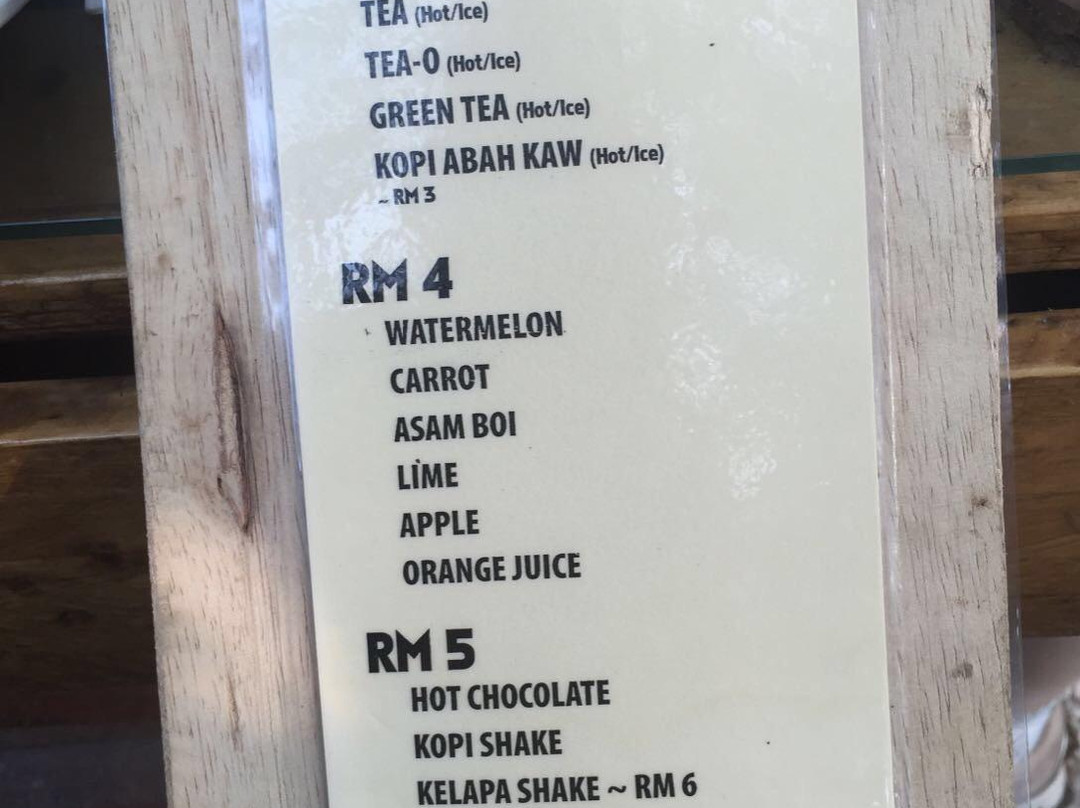 TEA (Hot/Ice)
TEA-O (Hot/Ice)
GREEN TEA (Hot/Ice)
KOPI ABAH KAW (Hot/Ice)
~ RM 3
RM 4
WATERMELON
CARROT
ASAM BOI
LIME
APPLE
ORANGE JUICE
RM 5
HOT CHOCOLATE
KOPI SHAKE
KELAPA SHAKE ~ RM 6